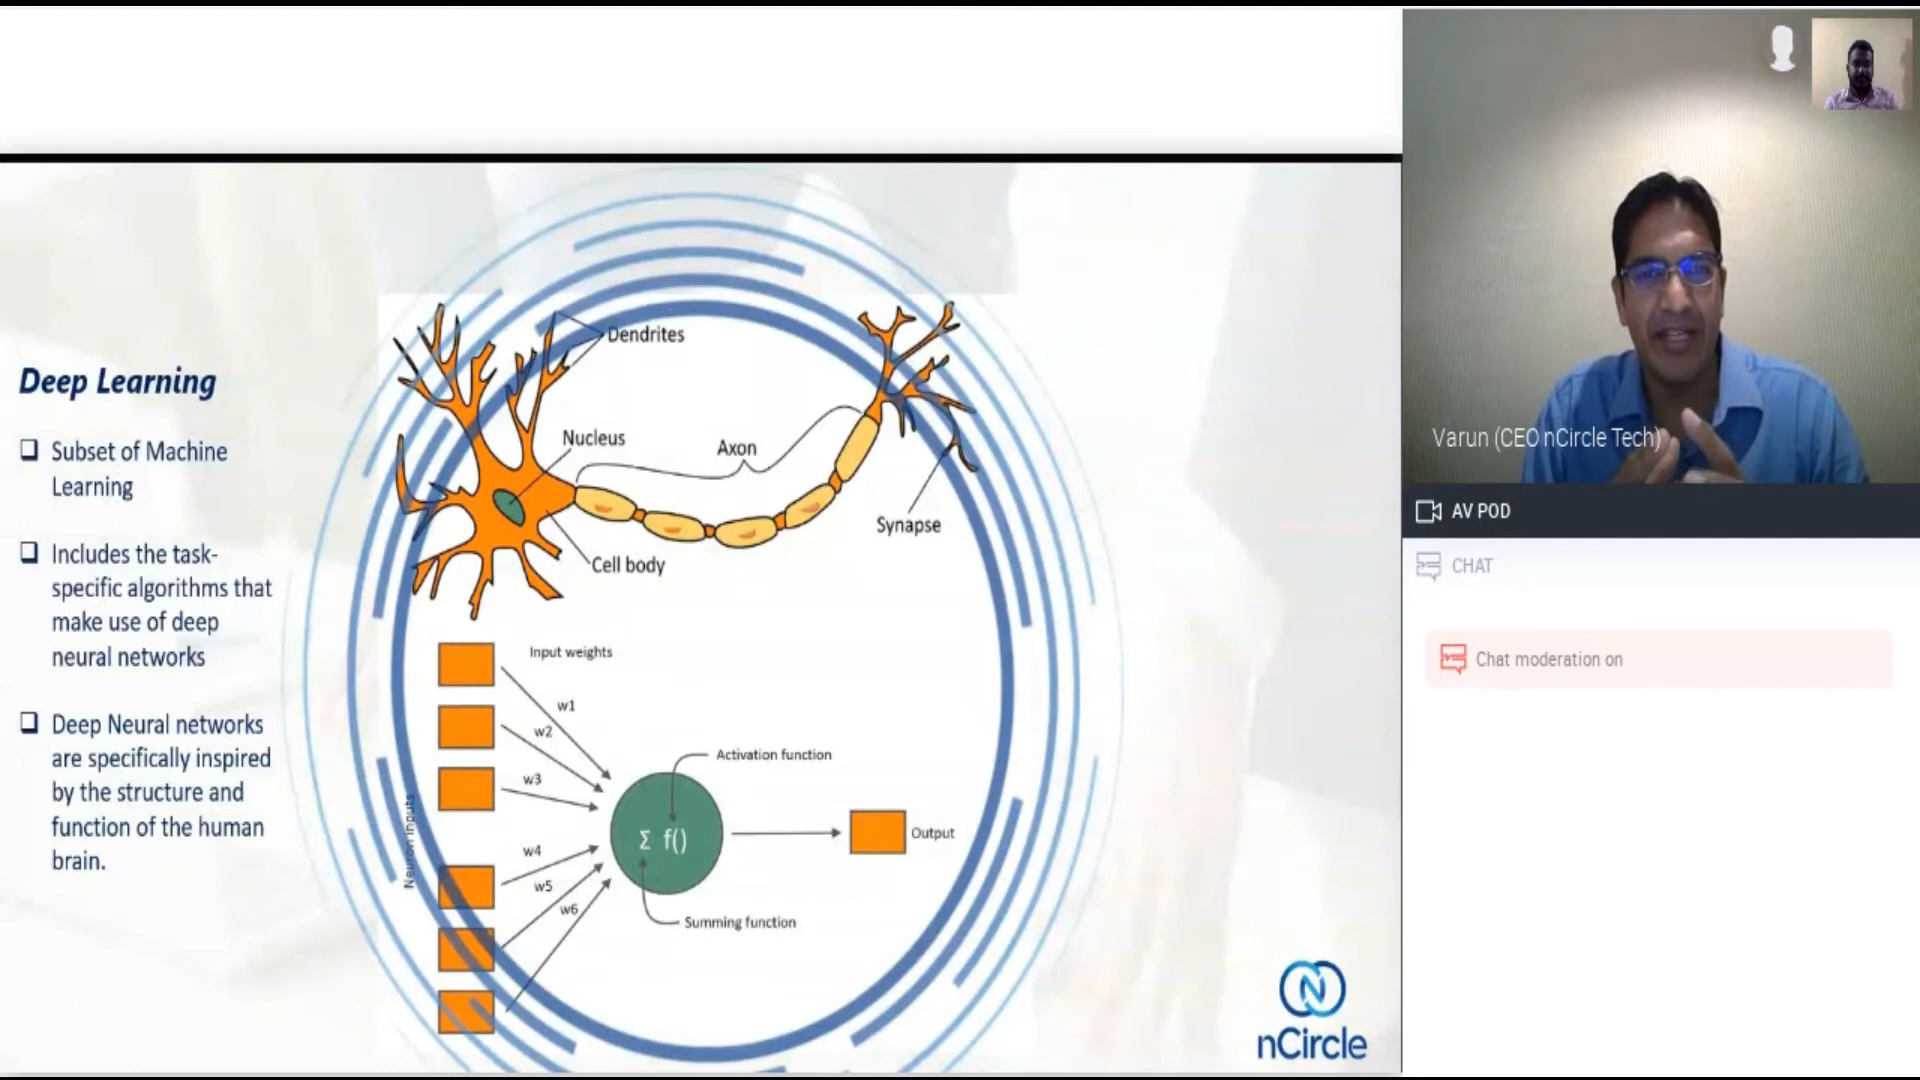 Deep Learning
❑ Subset of Machine
Learning
❑ Includes the task-
specific algorithms that
make use of deep
neural networks
❑ Deep Neural networks
are specifically inspired
by the structure and
function of the human
brain.
Dendrites
Nucleus
Axon
Synapse
Cell body
Input weights
w1
w2
w3
w4
w5
w6
Neuron inputs
Activation function
Σ f()
Output
Summing function
nCircle
Varun (CEO nCircle Tech)
AV POD
CHAT
Chat moderation on